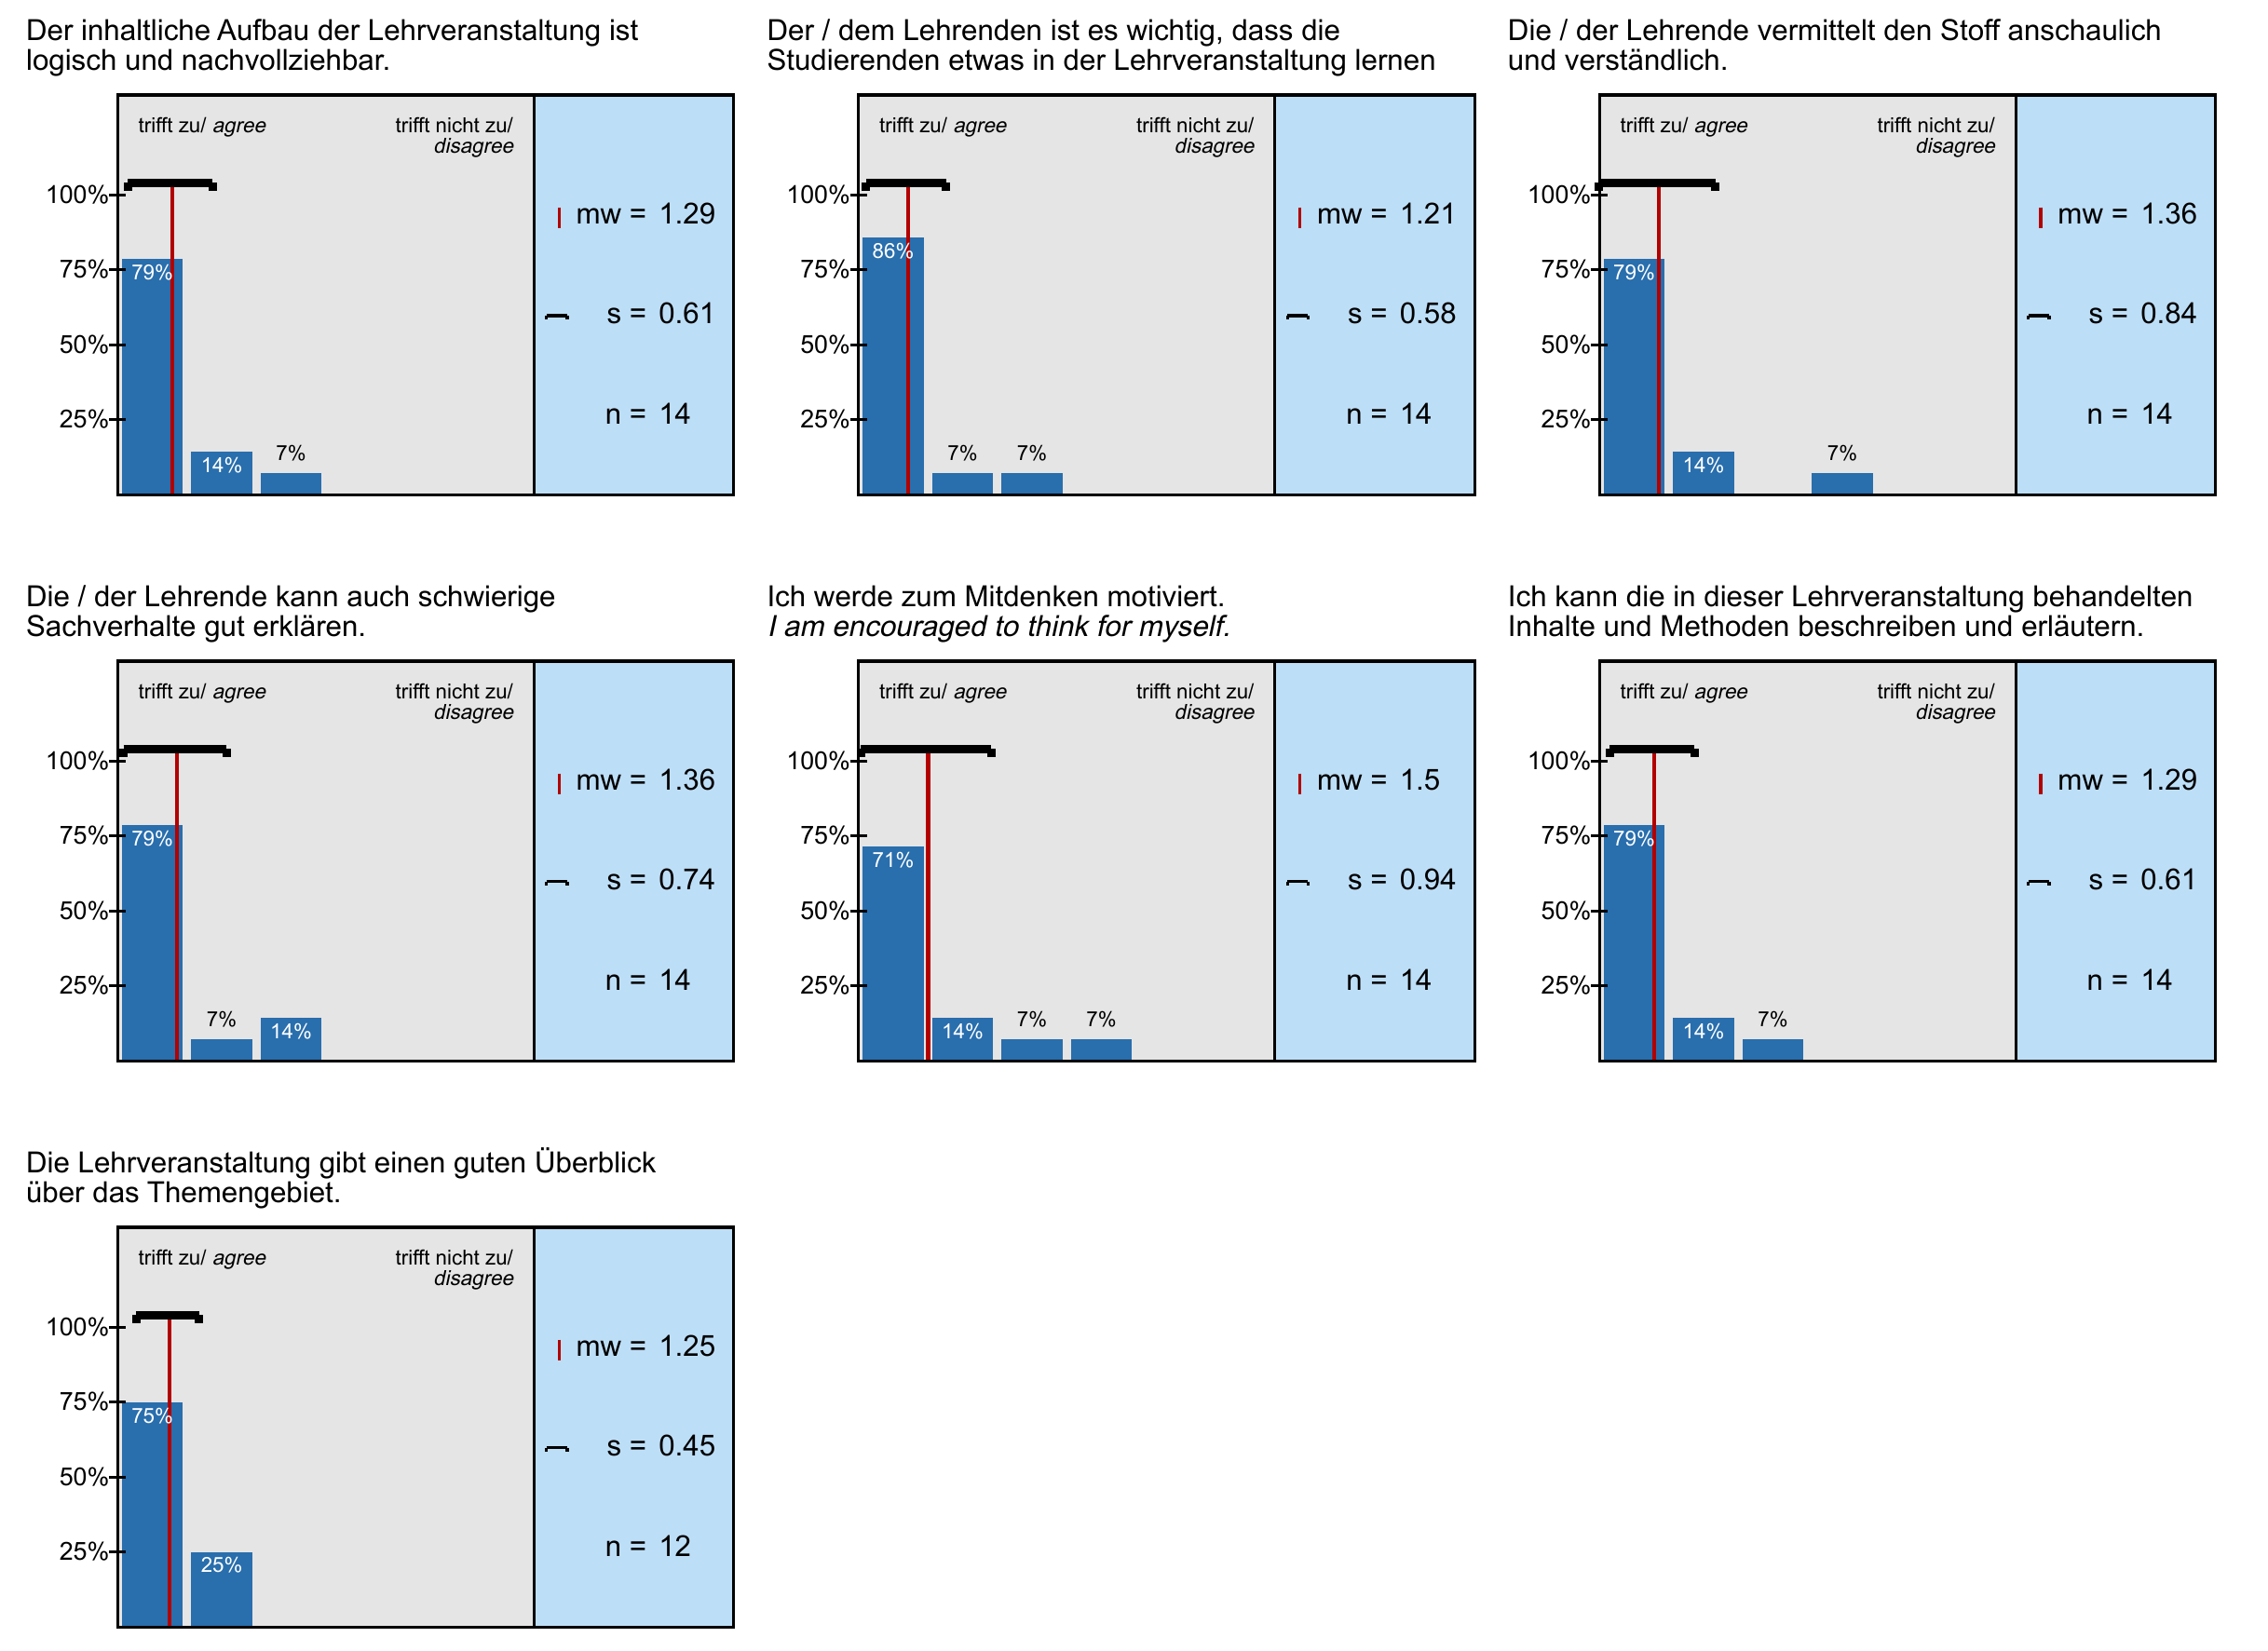 Der inhaltliche Aufbau der Lehrveranstaltung ist
logisch und nachvollziehbar.
trifft zu/ agree
trifft nicht zu/
disagree
100%
75%
50%
25%
79%
14%
7%
mw = 1.29
s = 0.61
n = 14
Der / dem Lehrenden ist es wichtig, dass die
Studierenden etwas in der Lehrveranstaltung lernen
trifft zu/ agree
trifft nicht zu/
disagree
100%
75%
50%
25%
86%
7%
7%
mw = 1.21
s = 0.58
n = 14
Die / der Lehrende vermittelt den Stoff anschaulich
und verständlich.
trifft zu/ agree
trifft nicht zu/
disagree
100%
75%
50%
25%
79%
14%
7%
mw = 1.36
s = 0.84
n = 14
Die / der Lehrende kann auch schwierige
Sachverhalte gut erklären.
trifft zu/ agree
trifft nicht zu/
disagree
100%
75%
50%
25%
79%
7%
14%
mw = 1.36
s = 0.74
n = 14
Ich werde zum Mitdenken motiviert.
I am encouraged to think for myself.
trifft zu/ agree
trifft nicht zu/
disagree
100%
75%
50%
25%
71%
14%
7%
7%
mw = 1.5
s = 0.94
n = 14
Ich kann die in dieser Lehrveranstaltung behandelten
Inhalte und Methoden beschreiben und erläutern.
trifft zu/ agree
trifft nicht zu/
disagree
100%
75%
50%
25%
79%
14%
7%
mw = 1.29
s = 0.61
n = 14
Die Lehrveranstaltung gibt einen guten Überblick
über das Themengebiet.
trifft zu/ agree
trifft nicht zu/
disagree
100%
75%
50%
25%
75%
25%
mw = 1.25
s = 0.45
n = 12